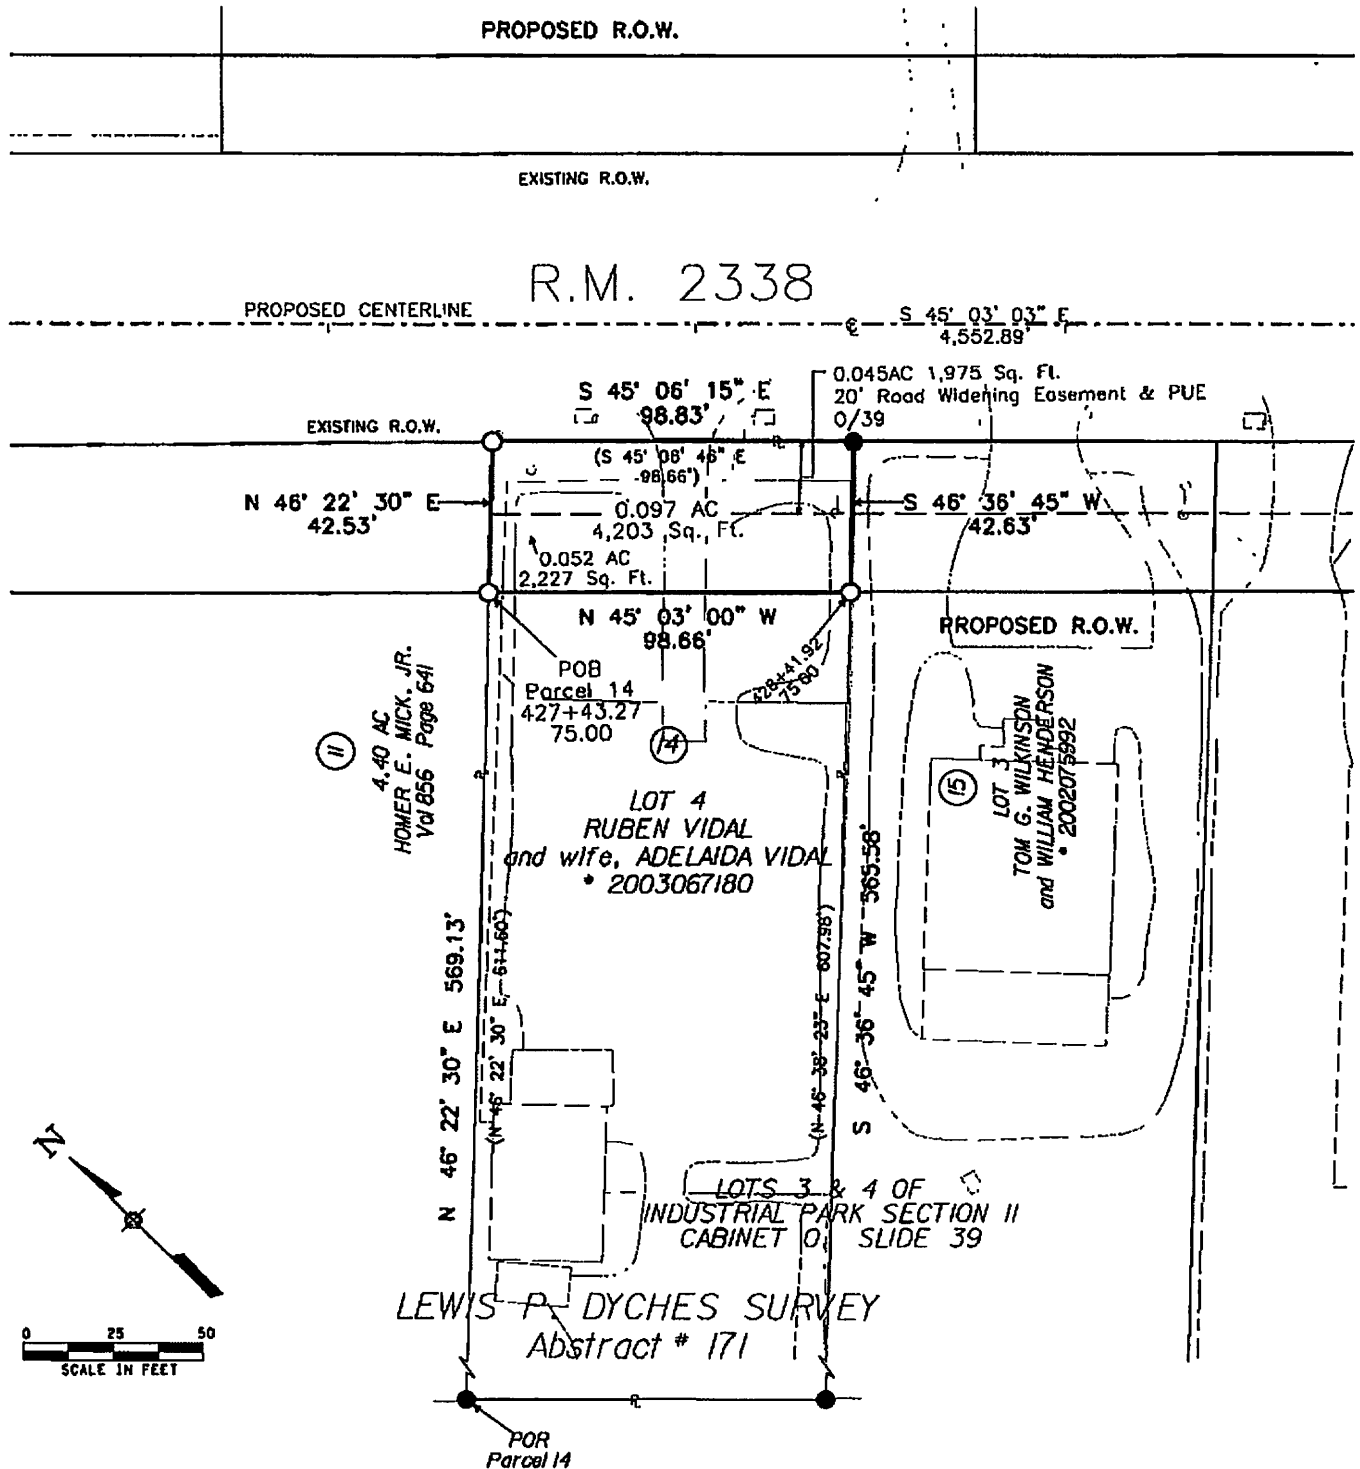 PROPOSED R.O.W.
EXISTING R.O.W.
R.M. 2338
PROPOSED CENTERLINE
S 45° 03' 03" E
4,552.89'
0.045AC 1,975 Sq. Ft.
20' Road Widening Easement & PUE
O/39
S 45° 06' 15" E
98.83'
EXISTING R.O.W.
(S 45° 06' 46" E
98.66')
N 46° 22' 30" E
42.53'
0.097 AC
4,203 Sq. Ft.
S 46° 36' 45" W
42.63'
0.052 AC
2,227 Sq. Ft.
N 45° 03' 00" W
98.66'
PROPOSED R.O.W.
POB
Parcel 14
427+43.27
75.00
428+41.92
75.00
11
4.40 AC
HOMER E. MICK, JR.
Vol 856 Page 641
14
LOT 4
RUBEN VIDAL
and wife, ADELAIDA VIDAL
* 2003067180
15
LOT 3
TOM G. WILKINSON
and WILLIAM HENDERSON
* 2002075992
N 46° 22' 30" E 569.13'
(N 46° 22' 30" E 611.60')
(N 46° 38' 23" E 607.98')
S 46° 36' 45" W 565.58'
N
LOTS 3 & 4 OF
INDUSTRIAL PARK SECTION II
CABINET O SLIDE 39
LEWIS P. DYCHES SURVEY
Abstract # 171
0 25 50
SCALE IN FEET
POR
Parcel 14